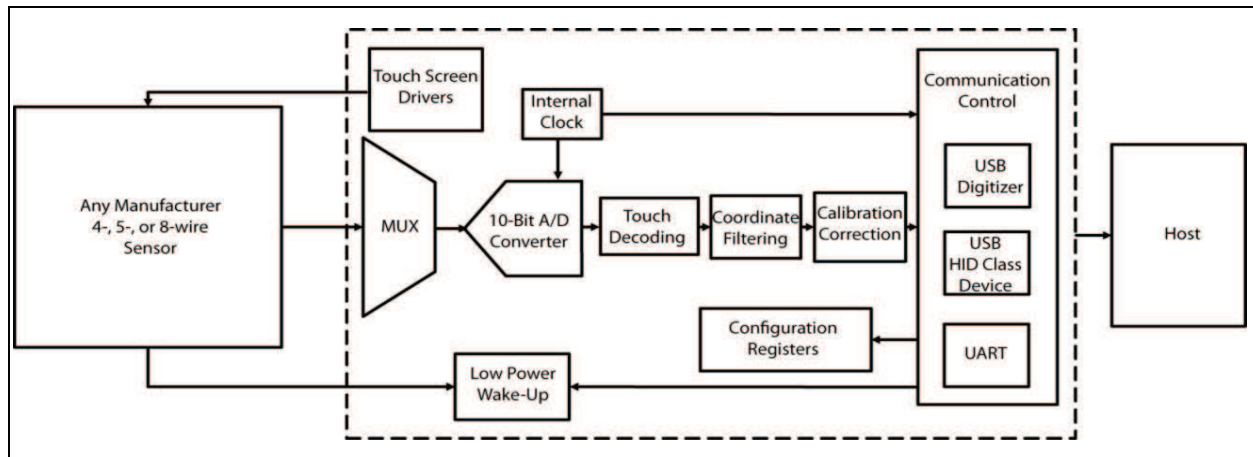 Touch Screen
Drivers
Internal
Clock
Communication
Control
Any Manufacturer
4-, 5-, or 8-wire
Sensor
MUX
10-Bit A/D
Converter
Touch
Decoding
Coordinate
Filtering
Calibration
Correction
USB
Digitizer
USB
HID Class
Device
UART
Host
Configuration
Registers
Low Power
Wake-Up